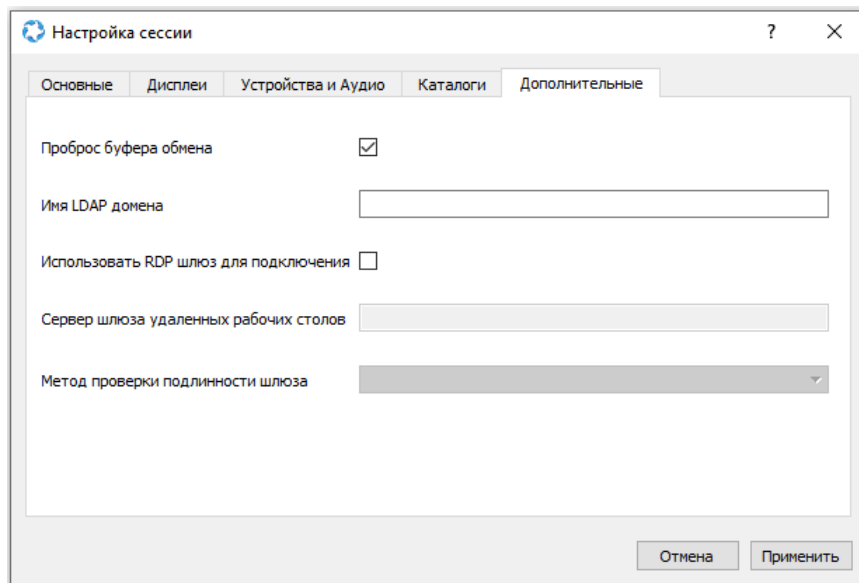 Настройка сессии ?
Основные Дисплеи Устройства и Аудио Каталоги Дополнительные
Проброс буфера обмена
Имя LDAP домена
Использовать RDP шлюз для подключения
Сервер шлюза удаленных рабочих столов
Метод проверки подлинности шлюза
Отмена Применить